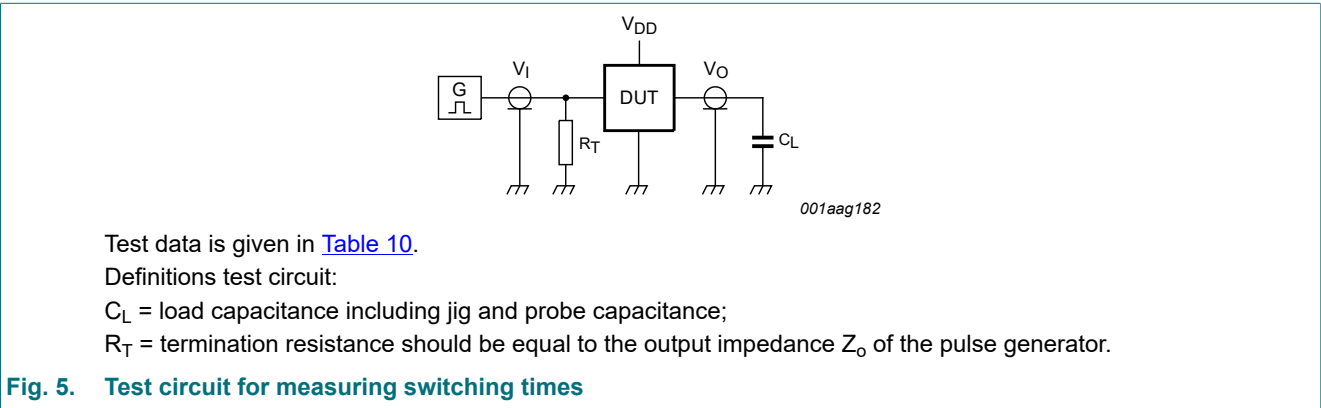 V_DD
V_I
V_O
G
DUT
R_T
C_L
001aag182
Test data is given in Table 10.
Definitions test circuit:
C_L = load capacitance including jig and probe capacitance;
R_T = termination resistance should be equal to the output impedance Z_o of the pulse generator.
Fig. 5. Test circuit for measuring switching times